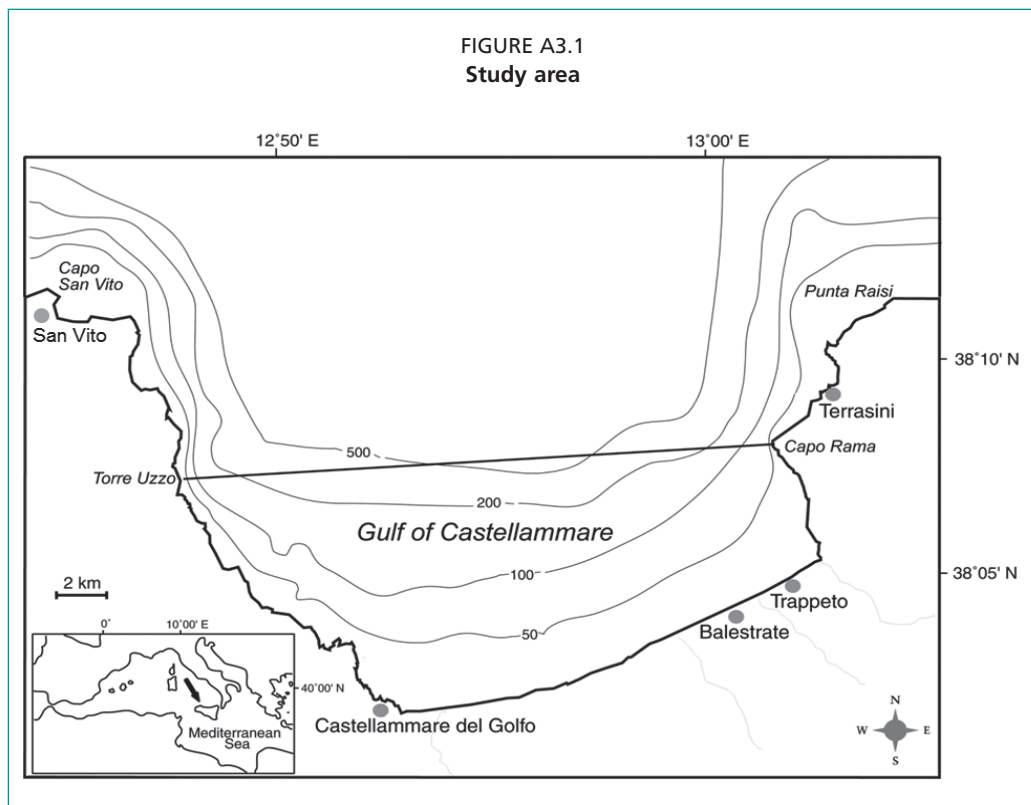 FIGURE A3.1
Study area
12˚50' E
13˚00' E
Capo
San Vito
Punta Raisi
San Vito
38˚10' N
Terrasini
Capo Rama
500
Torre Uzzo
200
Gulf of Castellammare
100
38˚05' N
2 km
Trappeto
50
Balestrate
0˚
10˚00' E
40˚00' N
Castellammare del Golfo
Mediterranean
Sea
N
W
E
S